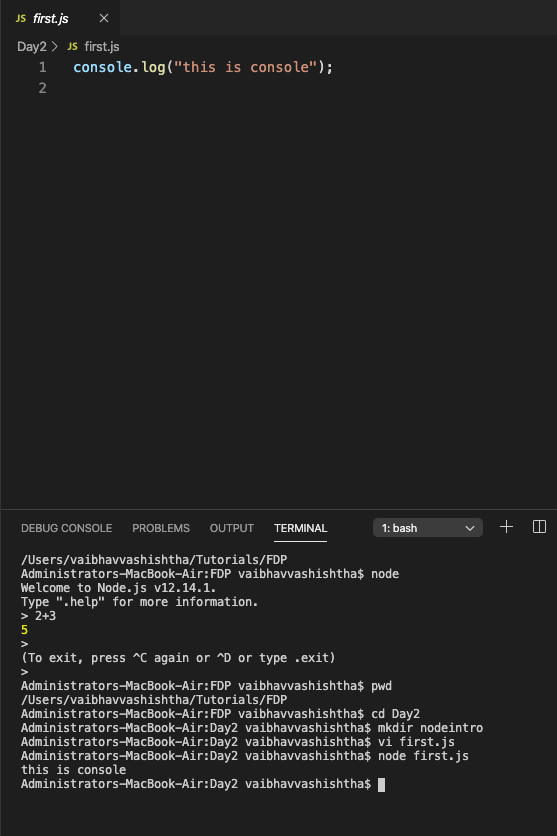 JS first.js ×
Day2 > JS first.js
1 console.log("this is console");
2
DEBUG CONSOLE PROBLEMS OUTPUT TERMINAL 1: bash
/Users/vaibhavvashishtha/Tutorials/FDP
Administrators-MacBook-Air:FDP vaibhavvashishtha$ node
Welcome to Node.js v12.14.1.
Type ".help" for more information.
> 2+3
5
>
(To exit, press ^C again or ^D or type .exit)
>
Administrators-MacBook-Air:FDP vaibhavvashishtha$ pwd
/Users/vaibhavvashishtha/Tutorials/FDP
Administrators-MacBook-Air:FDP vaibhavvashishtha$ cd Day2
Administrators-MacBook-Air:Day2 vaibhavvashishtha$ mkdir nodeintro
Administrators-MacBook-Air:Day2 vaibhavvashishtha$ vi first.js
Administrators-MacBook-Air:Day2 vaibhavvashishtha$ node first.js
this is console
Administrators-MacBook-Air:Day2 vaibhavvashishtha$